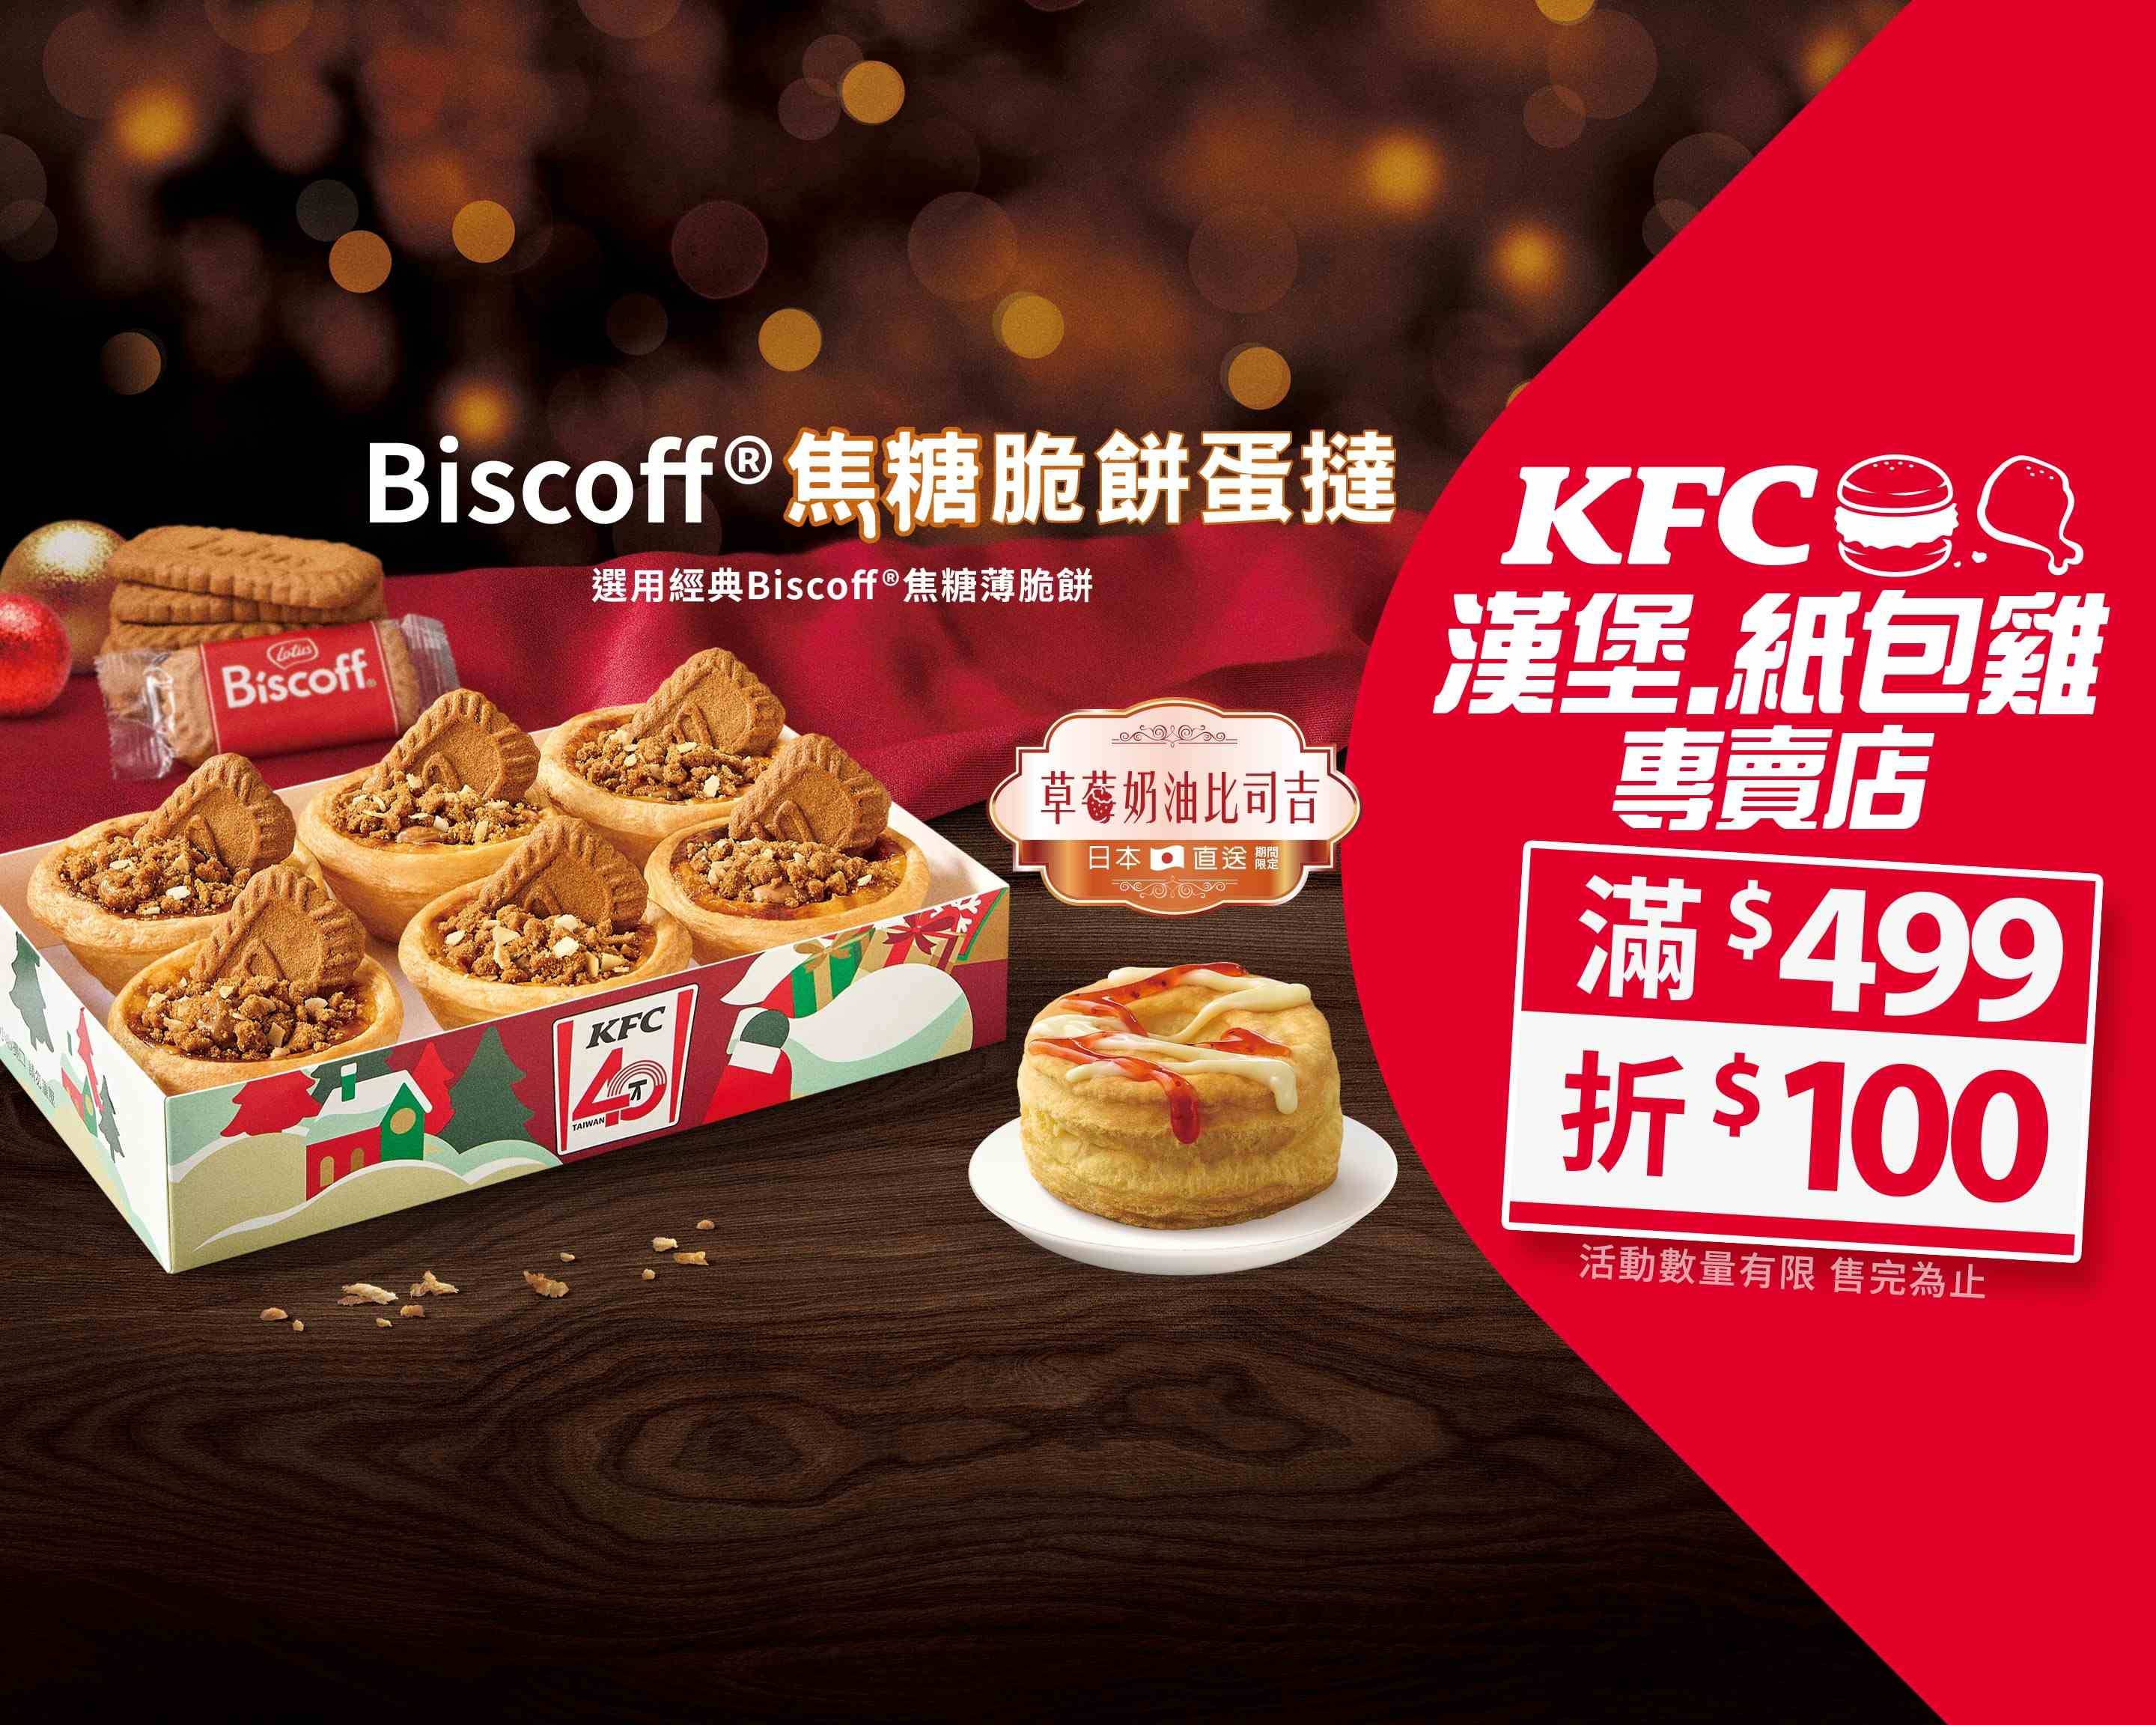 Biscoff®焦糖脆餅蛋撻
選用經典Biscoff®焦糖薄脆餅
Lotus
Biscoff®
KFC
40
TAIWAN
草莓奶油比司吉
日本直送 期間限定
KFC
漢堡.紙包雞
專賣店
滿$499
折$100
活動數量有限 售完為止